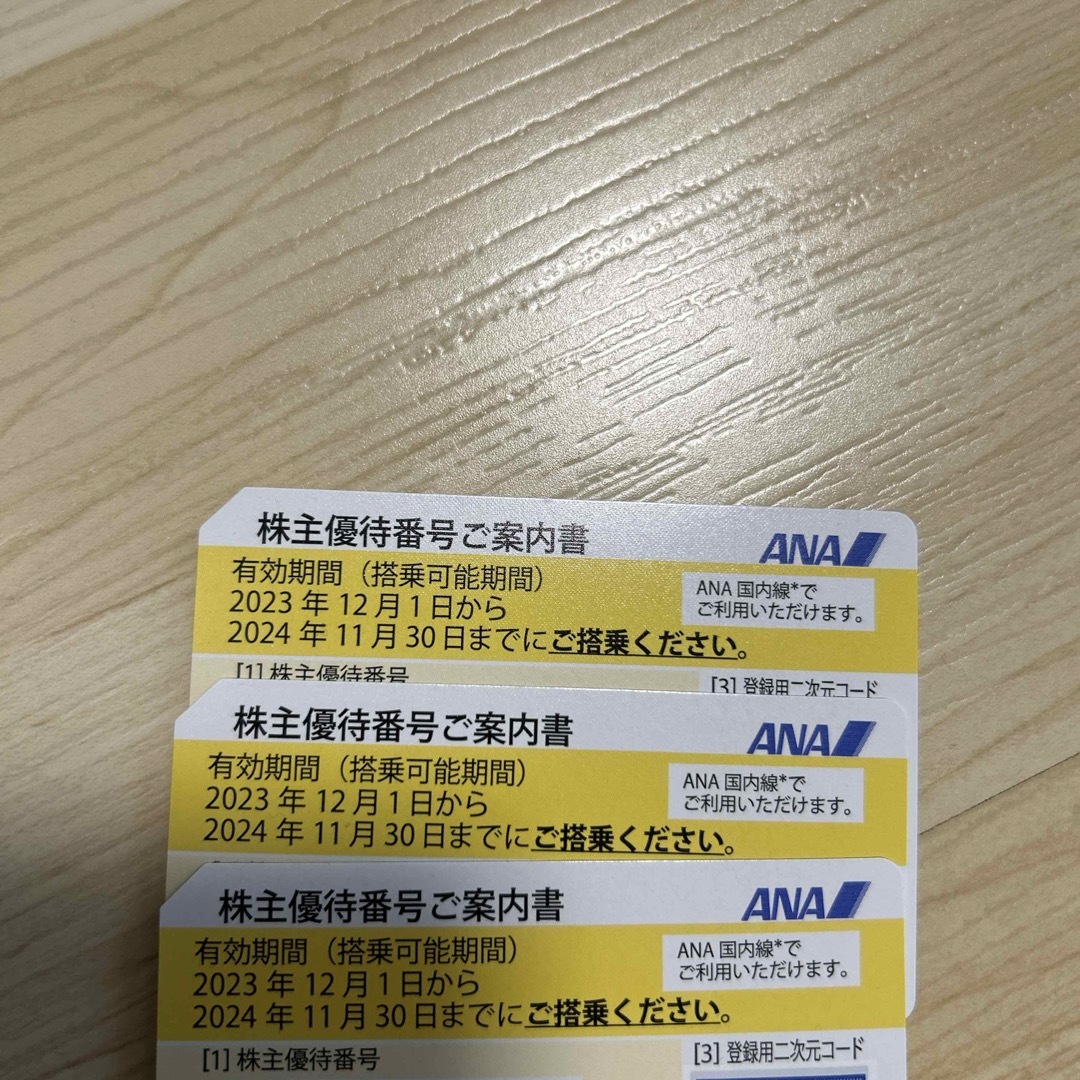 株主優待番号ご案内書
ANA
有効期間（搭乗可能期間）
2023 年 12 月 1 日から
2024 年 11 月 30 日までにご搭乗ください。
ANA 国内線*で
ご利用いただけます。
[1] 株主優待番号
[3] 登録用二次元コード
株主優待番号ご案内書
ANA
有効期間（搭乗可能期間）
2023 年 12 月 1 日から
2024 年 11 月 30 日までにご搭乗ください。
ANA 国内線*で
ご利用いただけます。
株主優待番号ご案内書
ANA
有効期間（搭乗可能期間）
2023 年 12 月 1 日から
2024 年 11 月 30 日までにご搭乗ください。
ANA 国内線*で
ご利用いただけます。
[1] 株主優待番号
[3] 登録用二次元コード